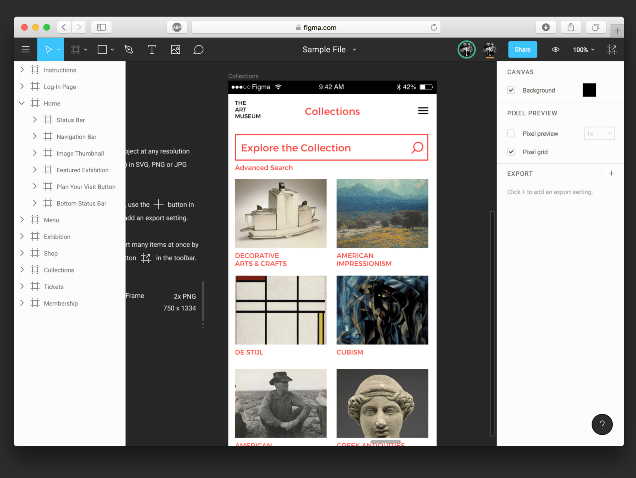 figma.com
Sample File
Share
100%
Instructions
Log-In Page
Home
Status Bar
Navigation Bar
Image Thumbnail
Featured Exhibition
Plan Your Visit Button
Bottom Status Bar
Menu
Exhibition
Shop
Collections
Tickets
Membership
oject at any resolution
) in SVG, PNG or JPG
use the
button in
add an export setting.
rt many items at once by
tton
in the toolbar.
Frame
2x PNG
750 x 1334
Collections
Figma
9:42 AM
42%
THE
ART
MUSEUM
Collections
Explore the Collection
Advanced Search
DECORATIVE
ARTS & CRAFTS
AMERICAN
IMPRESSIONISM
DE STIJL
CUBISM
AMERICAN
GREEK ANTIQUITIES
CANVAS
Background
PIXEL PREVIEW
Pixel preview
1x
Pixel grid
EXPORT
Click + to add an export setting.
?